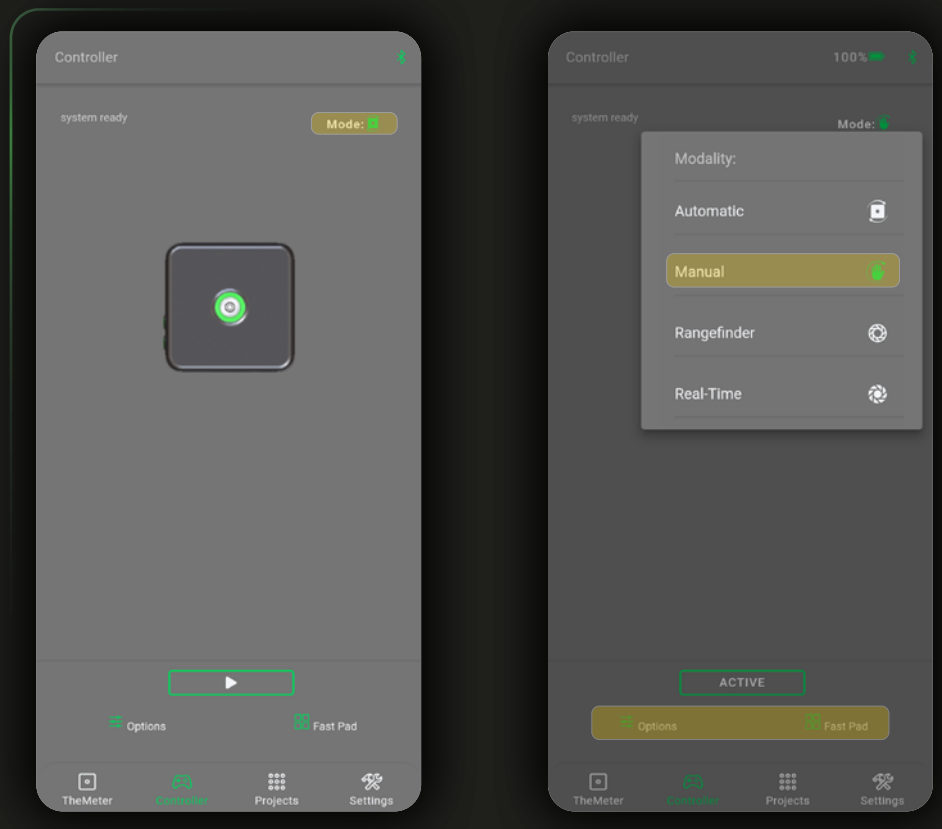 Controller
system ready
Mode:
Options
Fast Pad
TheMeter
Controller
Projects
Settings
Controller
100%
system ready
Mode:
Modality:
Automatic
Manual
Rangefinder
Real-Time
ACTIVE
Options
Fast Pad
TheMeter
Controller
Projects
Settings